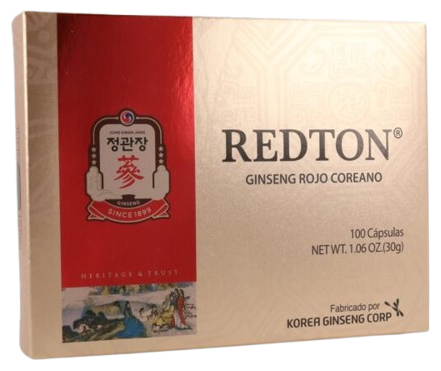 JUNG KWAN JANG
정관장
蔘
GINSENG
SINCE 1899
HERITAGE & TRUST
REDTON®
GINSENG ROJO COREANO
100 Cápsulas
NET WT. 1.06 OZ.(30g)
Fabricado por
KOREA GINSENG CORP